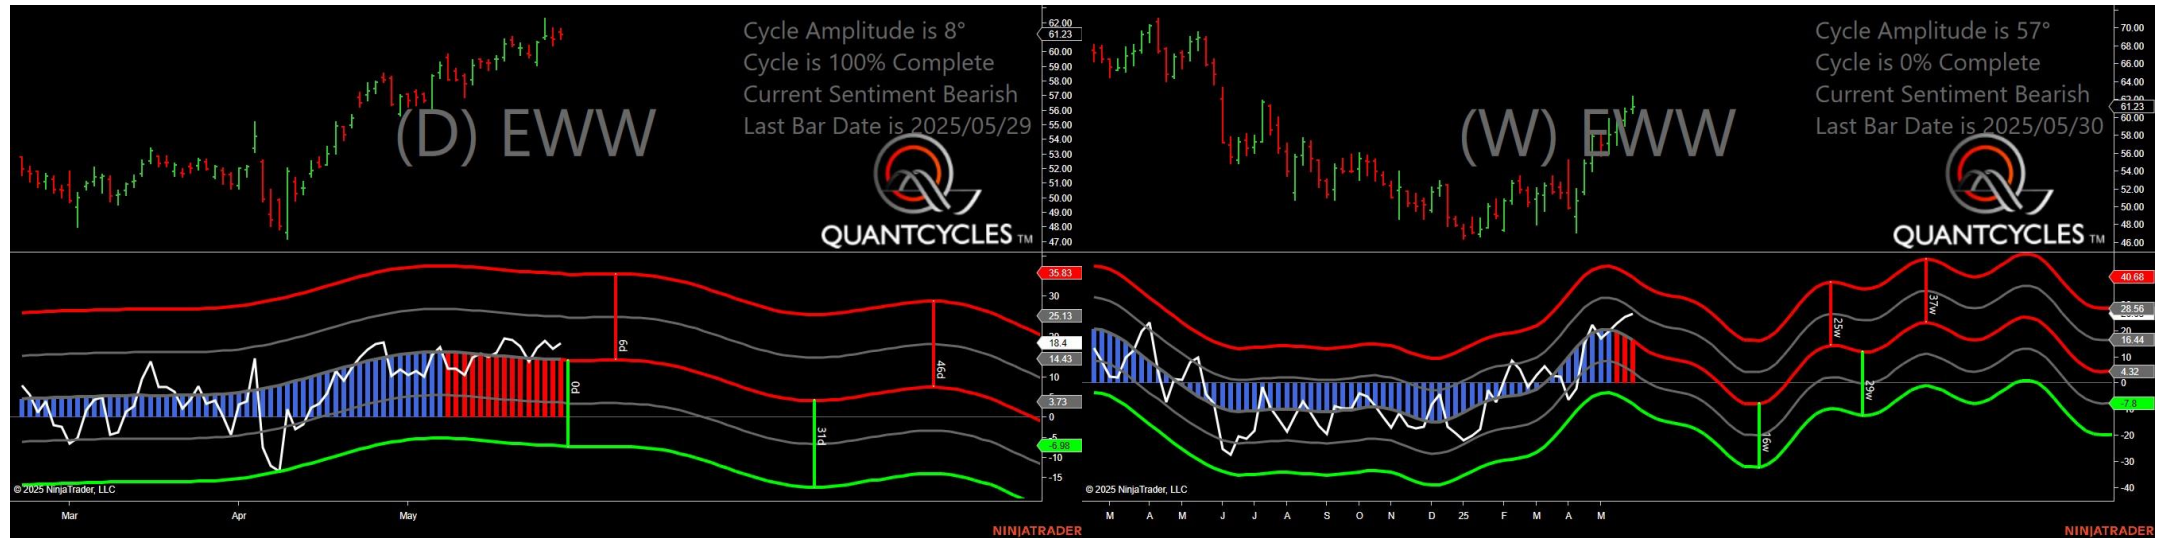 Cycle Amplitude is 8°
Cycle is 100% Complete
Current Sentiment Bearish
Last Bar Date is 2025/05/29
(D) EWW
QUANTCYCLES TM
62.00
61.23
60.00
59.00
58.00
57.00
56.00
55.00
54.00
53.00
52.00
51.00
50.00
49.00
48.00
47.00
35.83
30
25.13
18.4
14.43
10
3.73
0
-6.98
-10
-15
6d
0d
31d
46d
© 2025 NinjaTrader, LLC
Mar
Apr
May
NINJATRADER
Cycle Amplitude is 57°
Cycle is 0% Complete
Current Sentiment Bearish
Last Bar Date is 2025/05/30
(W) EWW
QUANTCYCLES TM
70.00
68.00
66.00
64.00
61.23
60.00
58.00
56.00
54.00
52.00
50.00
48.00
46.00
40.68
28.56
20
16.44
10
4.32
0
-7.8
-20
-30
-40
16w
25w
29w
37w
© 2025 NinjaTrader, LLC
M
A
M
J
J
A
S
O
N
D
25
F
M
A
M
NINJATRADER